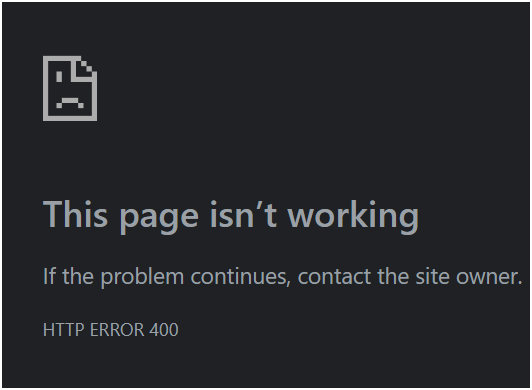 This page isn’t working
If the problem continues, contact the site owner.
HTTP ERROR 400